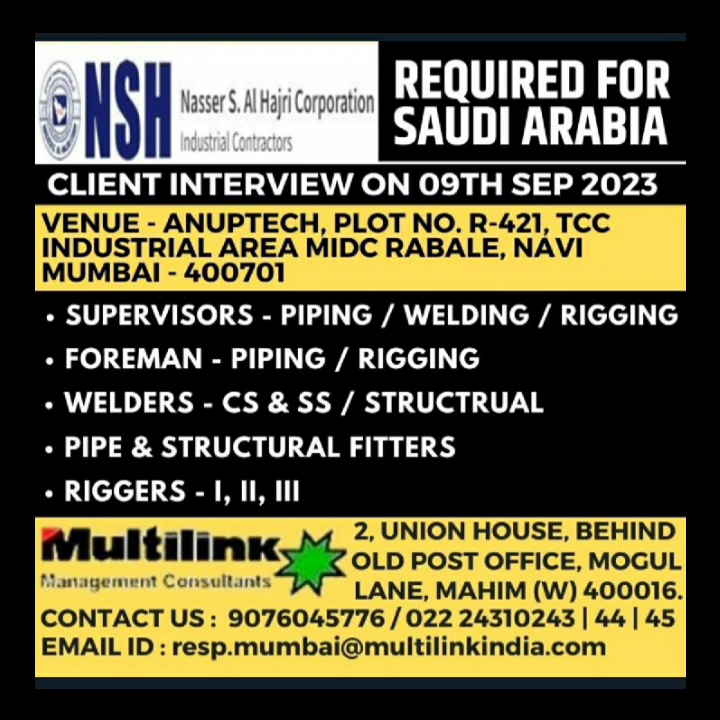 NSH
Nasser S. Al Hajri Corporation
Industrial Contractors
REQUIRED FOR
SAUDI ARABIA
CLIENT INTERVIEW ON 09TH SEP 2023
VENUE - ANUPTECH, PLOT NO. R-421, TCC
INDUSTRIAL AREA MIDC RABALE, NAVI
MUMBAI - 400701
• SUPERVISORS - PIPING / WELDING / RIGGING
• FOREMAN - PIPING / RIGGING
• WELDERS - CS & SS / STRUCTRUAL
• PIPE & STRUCTURAL FITTERS
• RIGGERS - I, II, III
Multilink
Management Consultants
2, UNION HOUSE, BEHIND
OLD POST OFFICE, MOGUL
LANE, MAHIM (W) 400016.
CONTACT US : 9076045776 / 022 24310243 | 44 | 45
EMAIL ID : resp.mumbai@multilinkindia.com